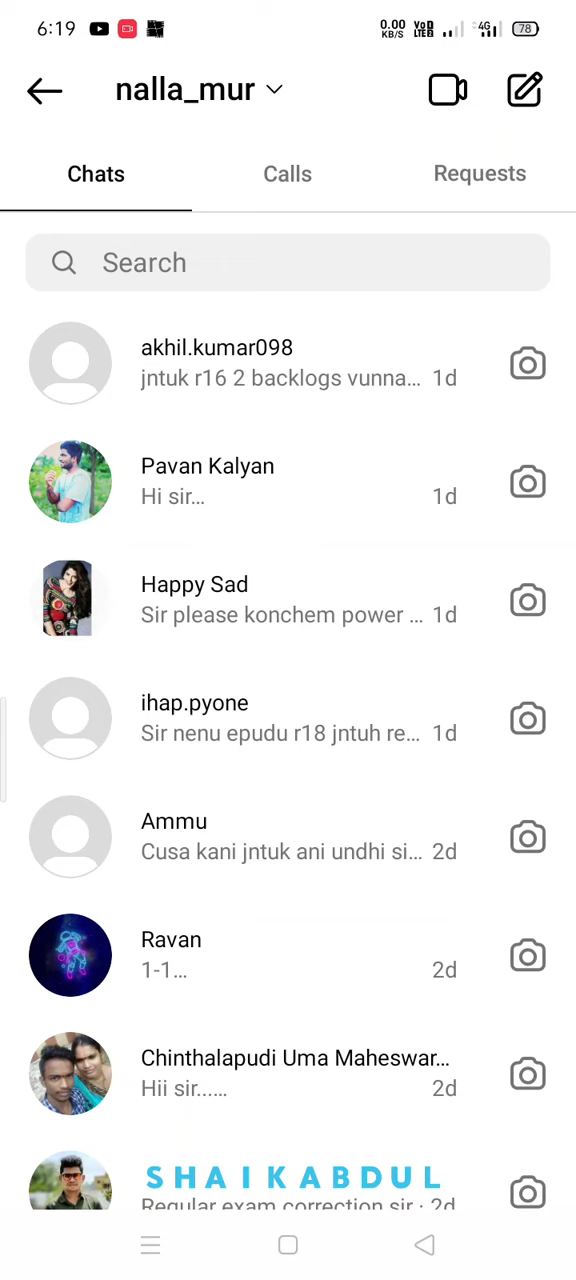 6:19
0.00 KB/S VoD LTE2 4G 78
nalla_mur
Chats Calls Requests
Search
akhil.kumar098
jntuk r16 2 backlogs vunna... 1d
Pavan Kalyan
Hi sir... 1d
Happy Sad
Sir please konchem power ... 1d
ihap.pyone
Sir nenu epudu r18 jntuh re... 1d
Ammu
Cusa kani jntuk ani undhi si... 2d
Ravan
1-1... 2d
Chinthalapudi Uma Maheswar...
Hii sir...... 2d
S H A I K A B D U L
Regular exam correction sir · 2d